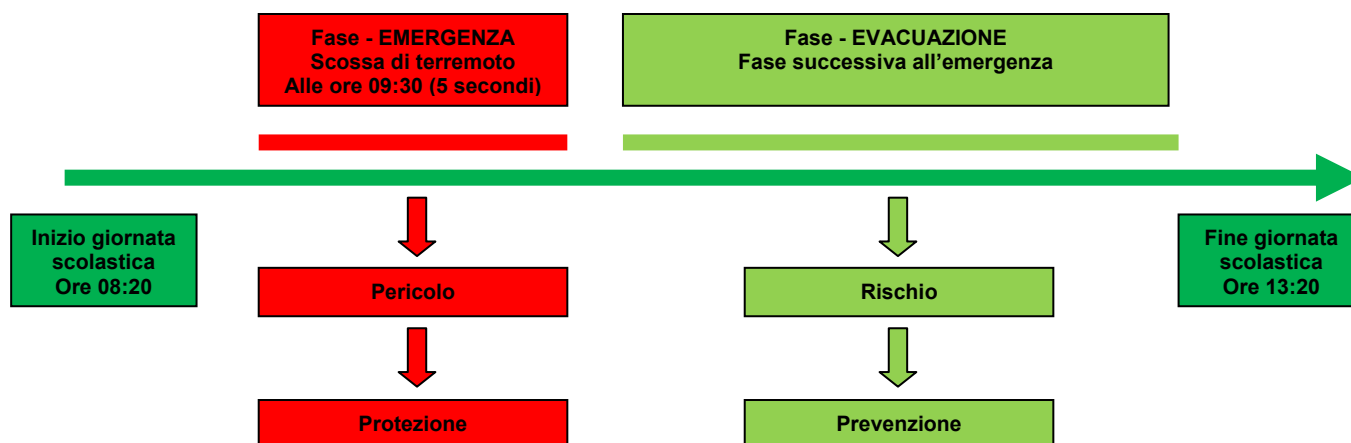 Fase - EMERGENZA
Scossa di terremoto
Alle ore 09:30 (5 secondi)
Fase - EVACUAZIONE
Fase successiva all’emergenza
Inizio giornata
scolastica
Ore 08:20
Fine giornata
scolastica
Ore 13:20
Pericolo
Rischio
Protezione
Prevenzione